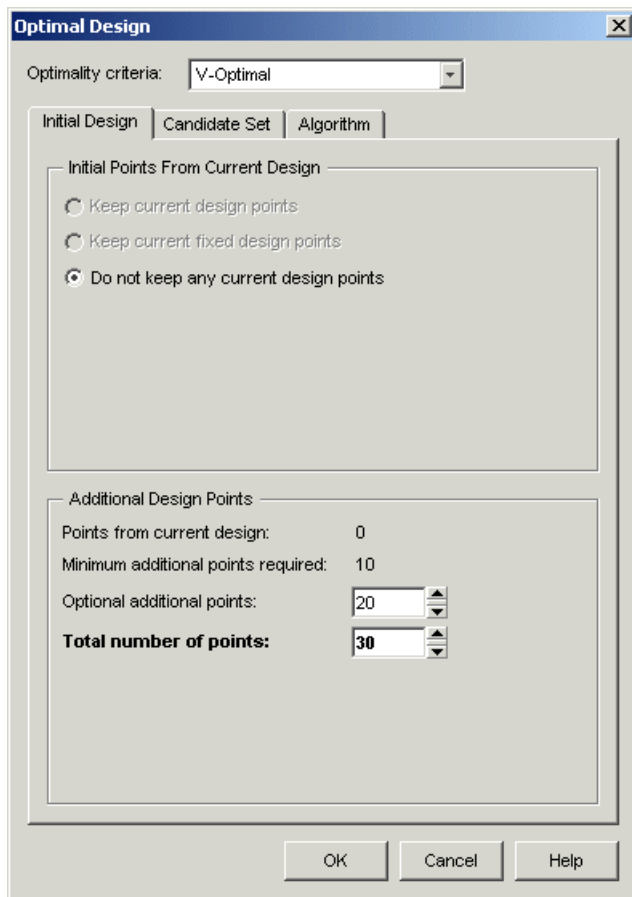 Optimal Design
Optimality criteria: V-Optimal
Initial Design Candidate Set Algorithm
Initial Points From Current Design
Keep current design points
Keep current fixed design points
Do not keep any current design points
Additional Design Points
Points from current design: 0
Minimum additional points required: 10
Optional additional points: 20
Total number of points: 30
OK Cancel Help